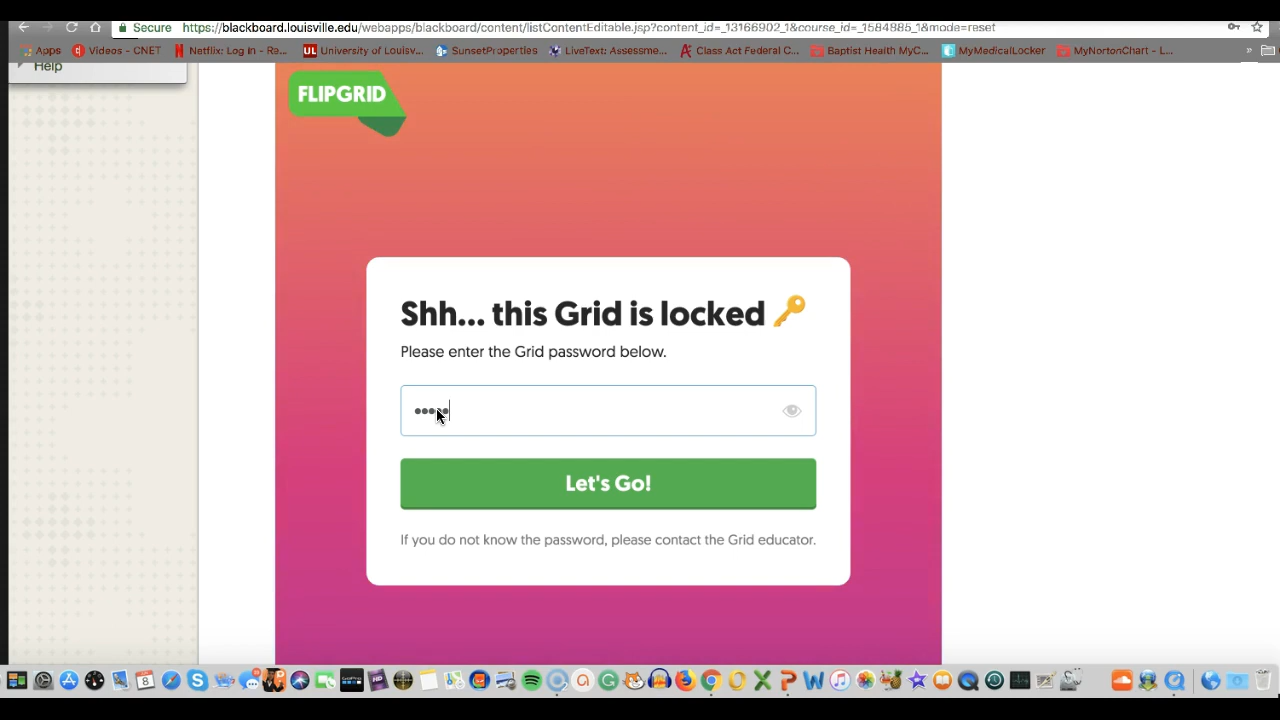 Secure https://blackboard.louisville.edu/webapps/blackboard/content/listContentEditable.jsp?content_id=_13166902_1&course_id=_1584885_1&mode=reset
Apps Videos - CNET Netflix: Log in - Re... University of Louisv... SunsetProperties LiveText: Assessme... Class Act Federal C... Baptist Health MyC... MyMedicalLocker MyNortonChart - L... »
Help
FLIPGRID
Shh... this Grid is locked
Please enter the Grid password below.
Let's Go!
If you do not know the password, please contact the Grid educator.